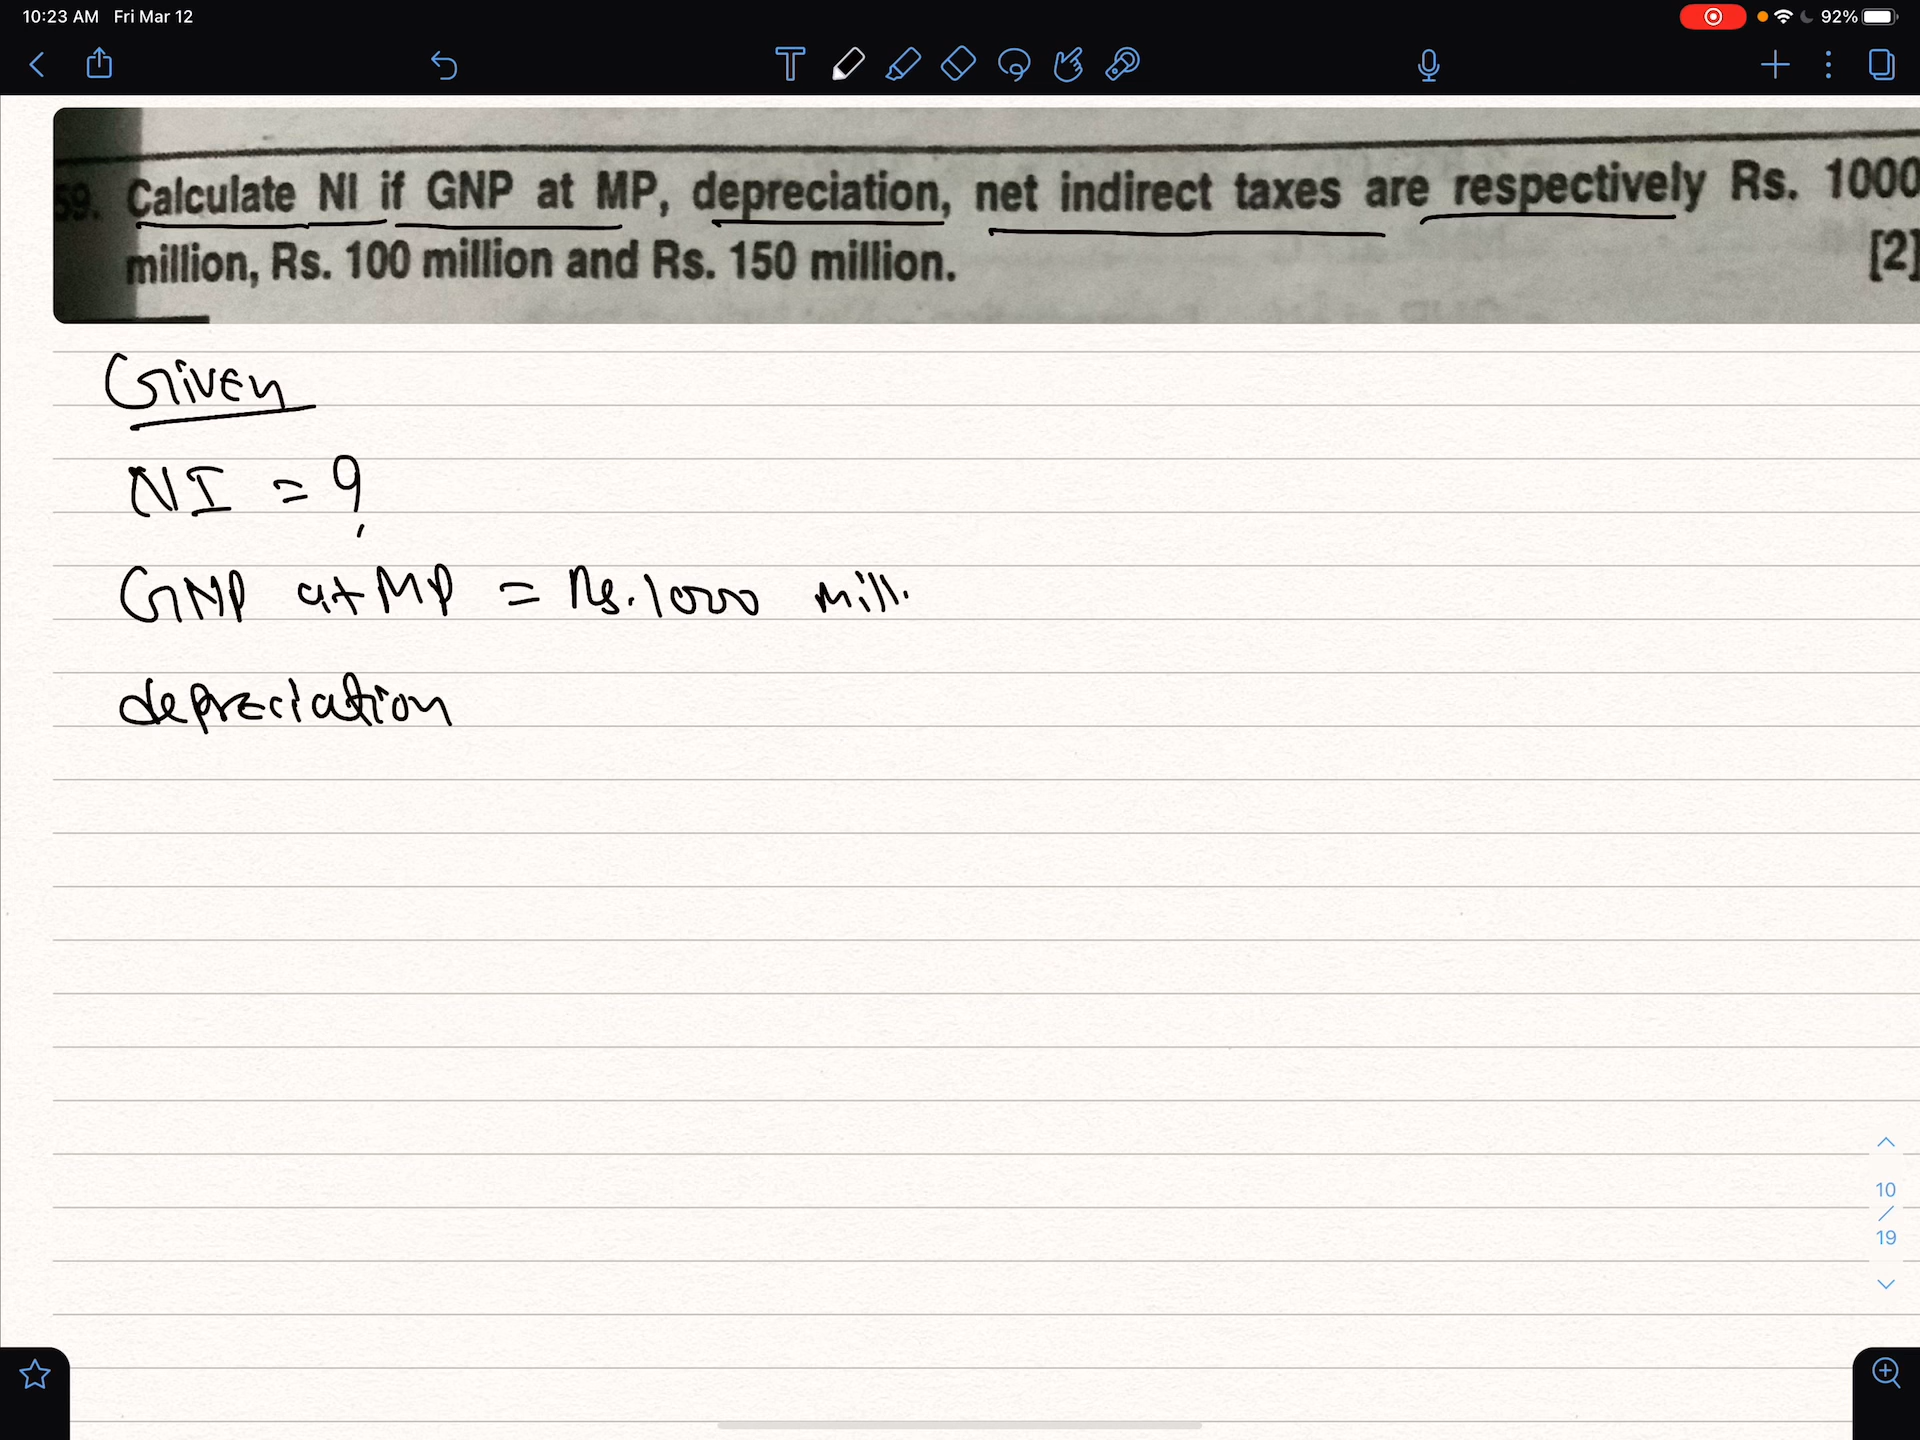 10:23 AM Fri Mar 12
92%
59. Calculate NI if GNP at MP, depreciation, net indirect taxes are respectively Rs. 1000
million, Rs. 100 million and Rs. 150 million. [2]
Given
NI = ?
GNP at MP = Rs. 1000 mill.
depreciation
10
/
19